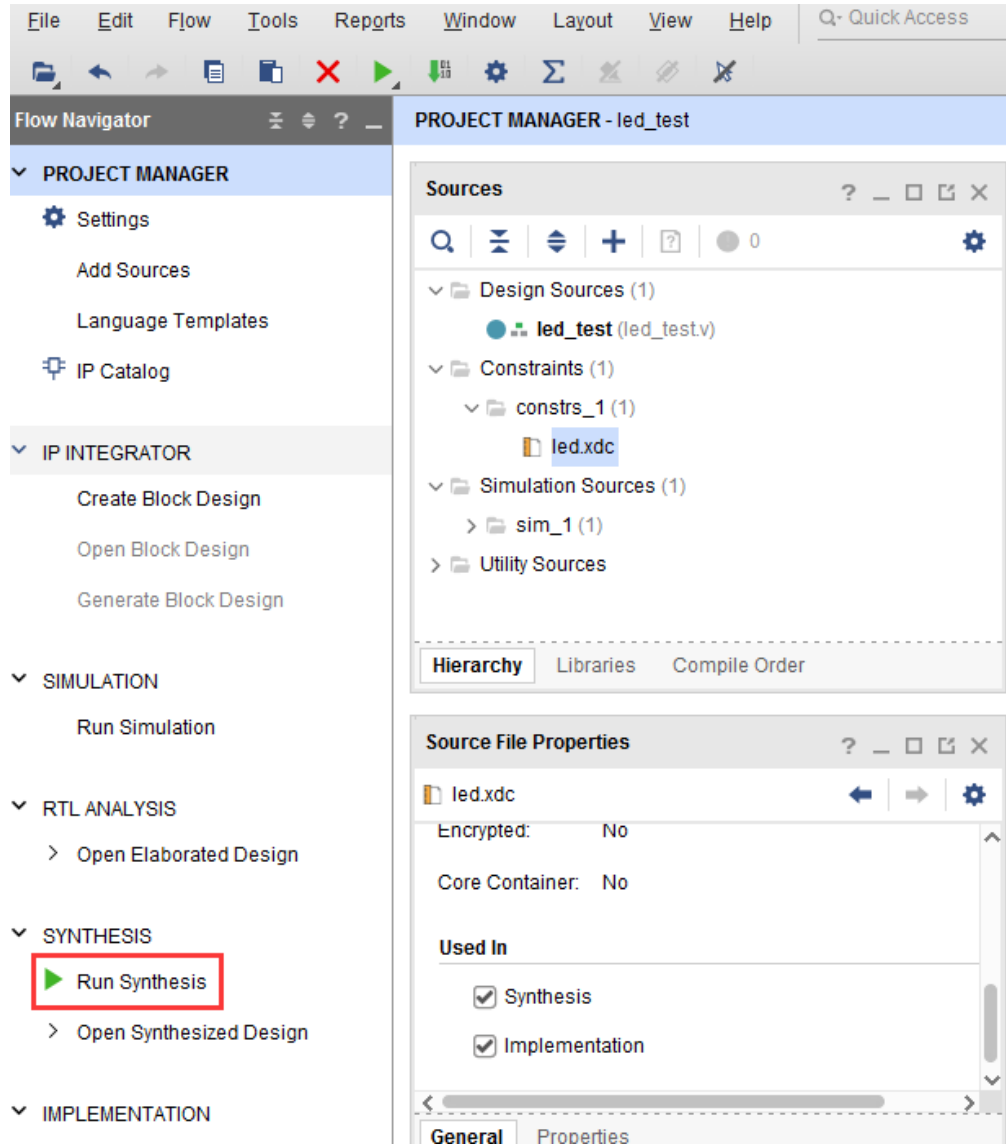 File Edit Flow Tools Reports Window Layout View Help Q- Quick Access
Flow Navigator ? _
PROJECT MANAGER
Settings
Add Sources
Language Templates
IP Catalog
IP INTEGRATOR
Create Block Design
Open Block Design
Generate Block Design
SIMULATION
Run Simulation
RTL ANALYSIS
Open Elaborated Design
SYNTHESIS
Run Synthesis
Open Synthesized Design
IMPLEMENTATION
PROJECT MANAGER - led_test
Sources
0
Design Sources (1)
led_test (led_test.v)
Constraints (1)
constrs_1 (1)
led.xdc
Simulation Sources (1)
sim_1 (1)
Utility Sources
Hierarchy Libraries Compile Order
Source File Properties
led.xdc
Encrypted: No
Core Container: No
Used In
Synthesis
Implementation
General Properties